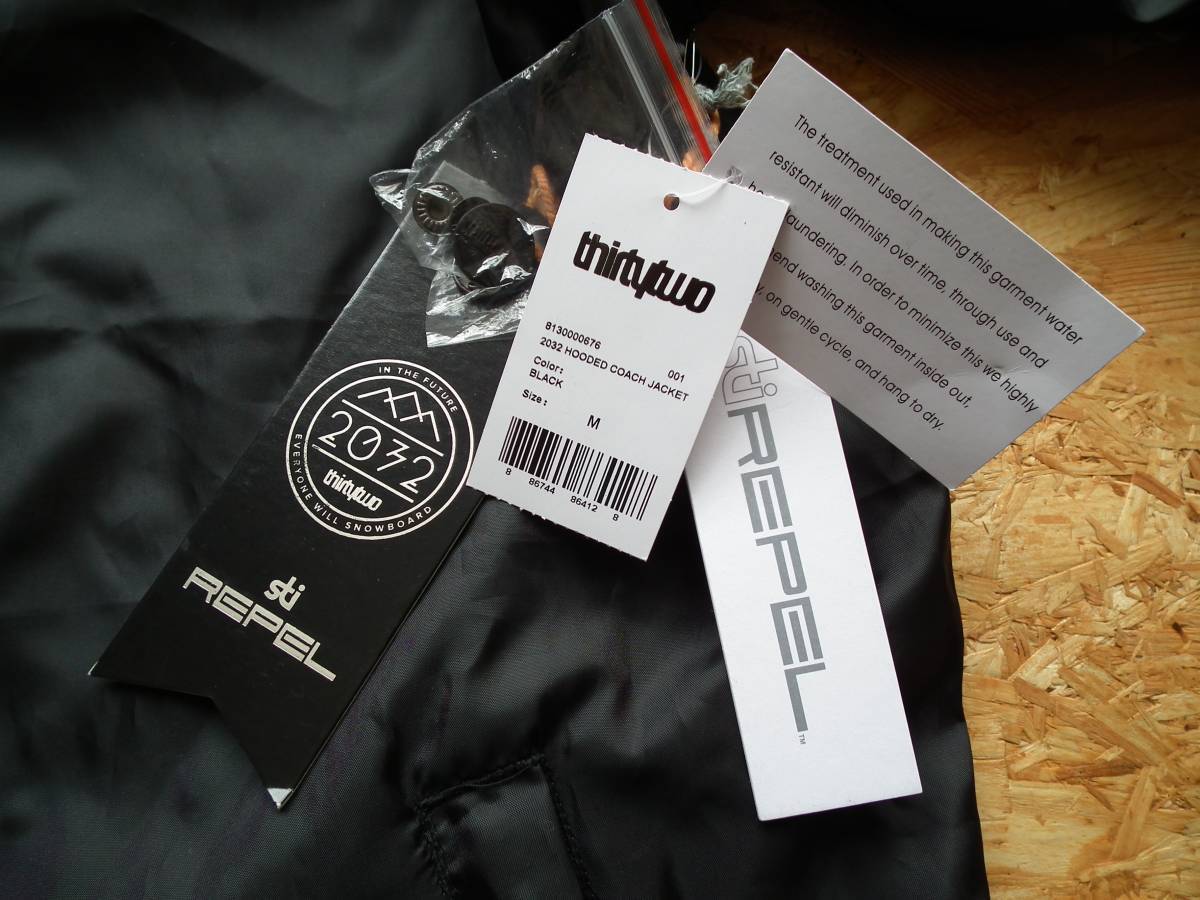 IN THE FUTURE
2032
thirtytwo
EVERYONE WILL SNOWBOARD
sti
REPEL
thirtytwo
8130000676 001
2032 HOODED COACH JACKET
Color:
BLACK
Size: M
8 86744 86412 8
The treatment used in making this garment water
resistant will diminish over time, through use and
laundering. In order to minimize this we highly
washing this garment inside out,
on gentle cycle, and hang to dry.
sti REPEL™